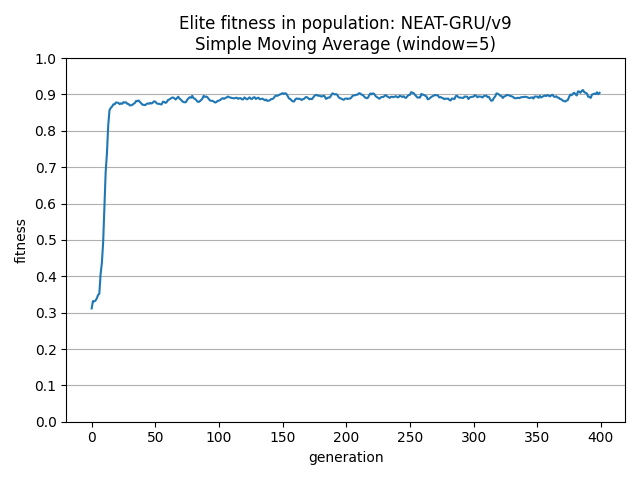 Elite fitness in population: NEAT-GRU/v9
Simple Moving Average (window=5)
1.0
0.9
0.8
0.7
0.6
0.5
0.4
0.3
0.2
0.1
0.0
fitness
0 50 100 150 200 250 300 350 400
generation